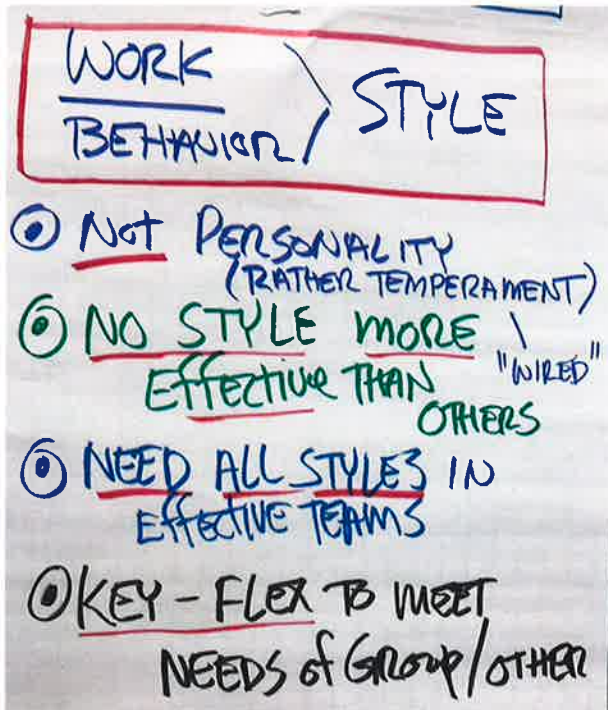 WORK
BEHAVIOR / STYLE
Not PERSONALITY
(RATHER TEMPERAMENT)
NO STYLE MORE
"WIRED"
EFFECTIVE THAN
OTHERS
NEED ALL STYLES IN
EFFECTIVE TEAMS
KEY - FLEX TO MEET
NEEDS of GROUP/OTHER